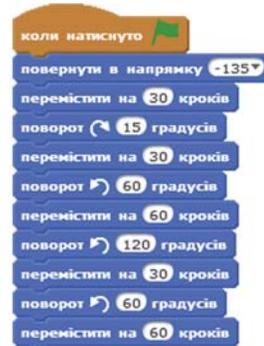 коли натиснуто
повернути в напрямку -135
перемістити на 30 кроків
поворот 15 градусів
перемістити на 30 кроків
поворот 60 градусів
перемістити на 60 кроків
поворот 120 градусів
перемістити на 30 кроків
поворот 60 градусів
перемістити на 60 кроків